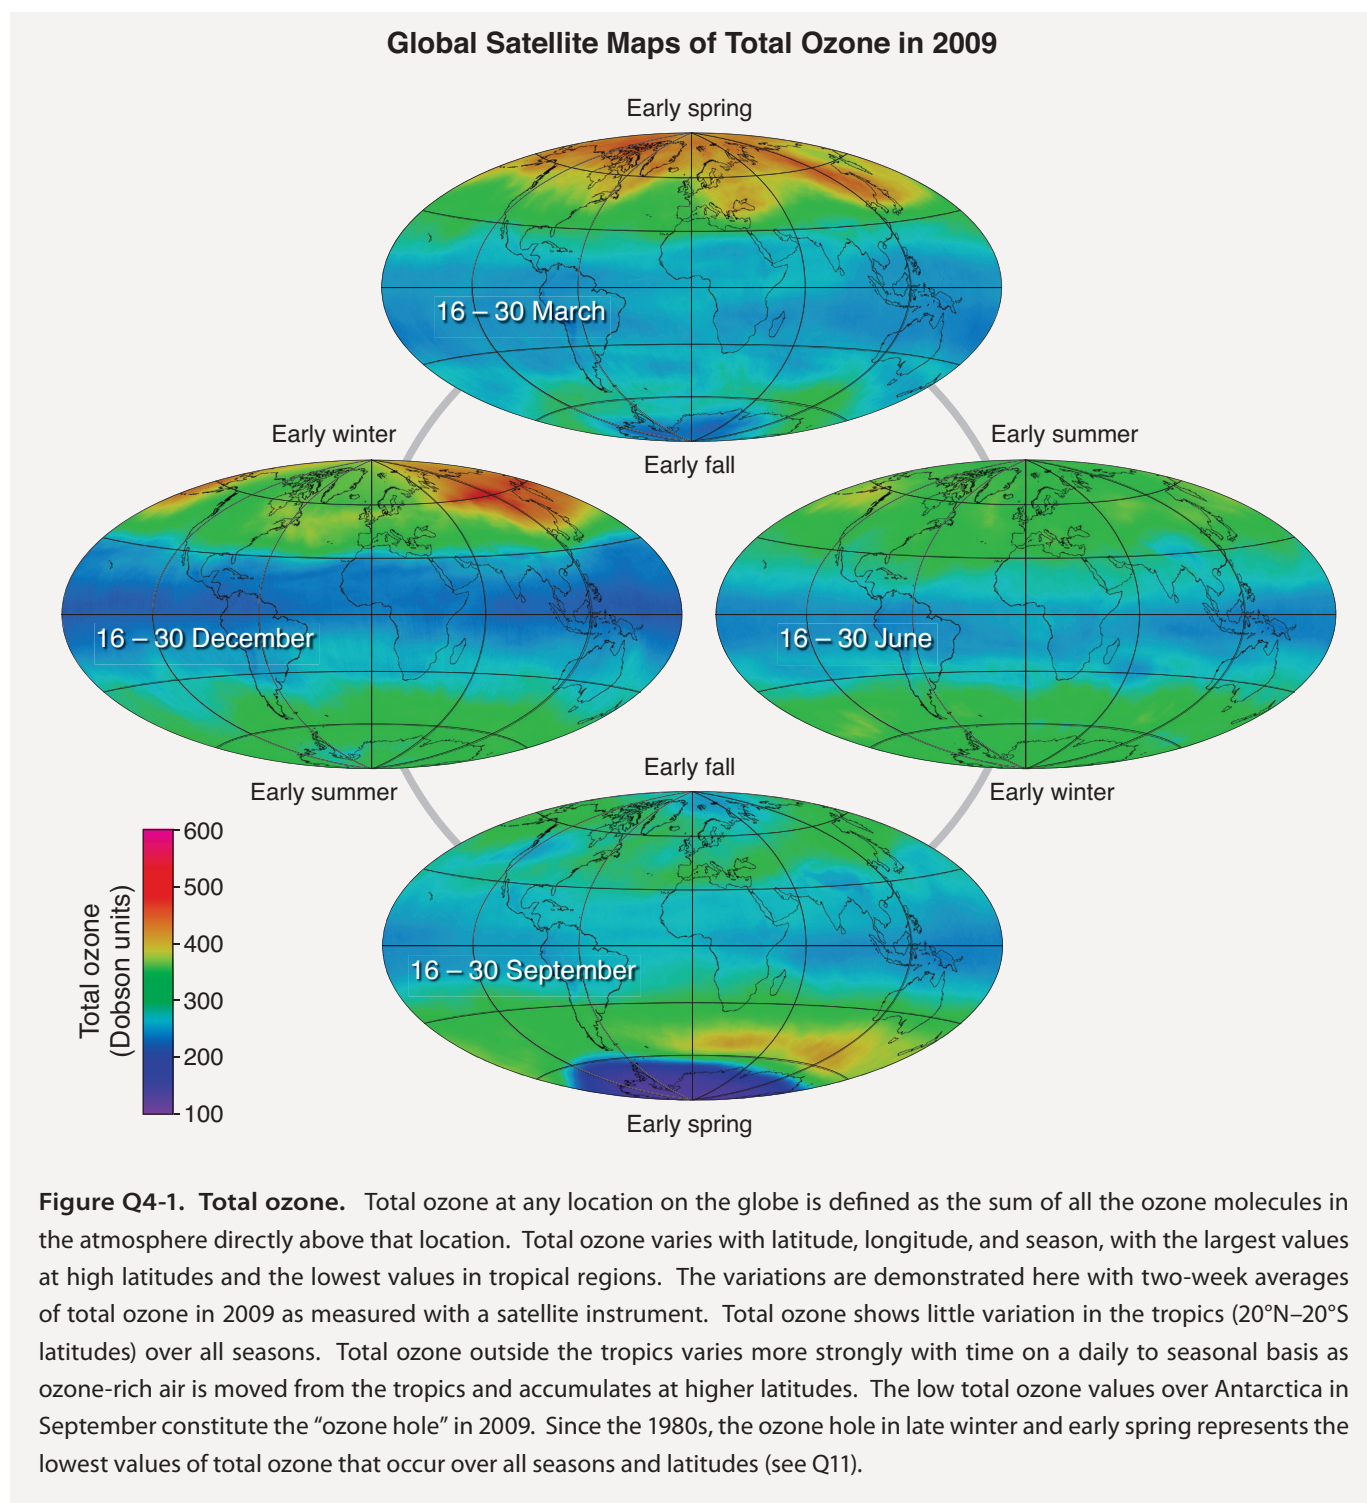 Global Satellite Maps of Total Ozone in 2009
Early spring
16 – 30 March
Early fall
Early winter
16 – 30 December
Early summer
Early summer
16 – 30 June
Early winter
Early fall
16 – 30 September
Early spring
Total ozone
(Dobson units)
600
500
400
300
200
100
Figure Q4-1. Total ozone. Total ozone at any location on the globe is defined as the sum of all the ozone molecules in
the atmosphere directly above that location. Total ozone varies with latitude, longitude, and season, with the largest values
at high latitudes and the lowest values in tropical regions. The variations are demonstrated here with two-week averages
of total ozone in 2009 as measured with a satellite instrument. Total ozone shows little variation in the tropics (20°N–20°S
latitudes) over all seasons. Total ozone outside the tropics varies more strongly with time on a daily to seasonal basis as
ozone-rich air is moved from the tropics and accumulates at higher latitudes. The low total ozone values over Antarctica in
September constitute the “ozone hole” in 2009. Since the 1980s, the ozone hole in late winter and early spring represents the
lowest values of total ozone that occur over all seasons and latitudes (see Q11).